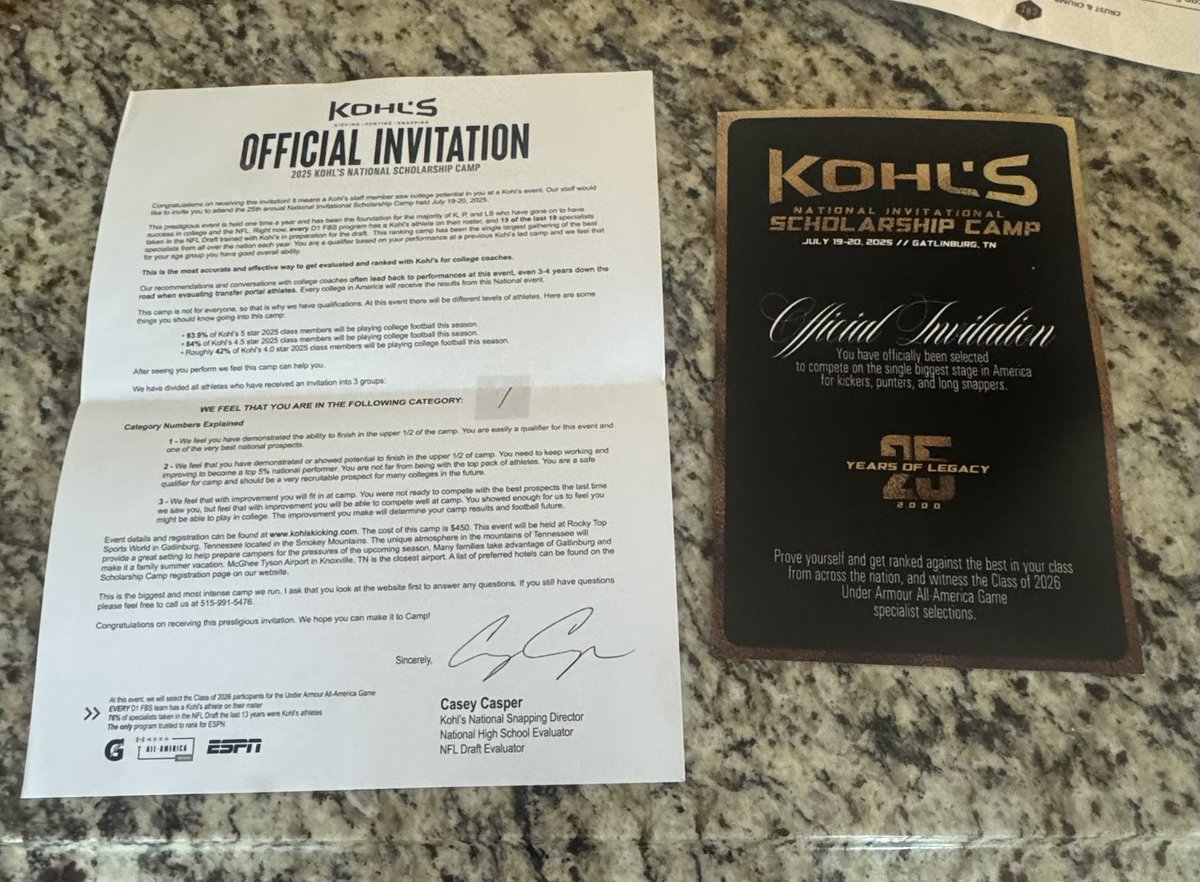 KOHL'S
KICKING • PUNTING • SNAPPING
OFFICIAL INVITATION
2025 KOHL'S NATIONAL SCHOLARSHIP CAMP
Congratulations on receiving this invitation! It means a Kohl's staff member saw college potential in you at a Kohl's event. Our staff would
like to invite you to attend the 25th annual National Invitational Scholarship Camp held July 19-20, 2025.
This prestigious event is held one time a year and has been the foundation for the majority of K, P, and LS who have gone on to have
success in college and the NFL. Right now, every D1 FBS program has a Kohl's athlete on their roster, and 15 of the last 19 specialists
taken in the NFL Draft trained with Kohl's in preparation for the draft. This ranking camp has been the single largest gathering of the best
specialists from all over the nation each year. You are a qualifier based on your performance at a previous Kohl's led camp and we feel that
for your age group you have good overall ability.
This is the most accurate and effective way to get evaluated and ranked with Kohl's for college coaches.
Our recommendations and conversations with college coaches often lead back to performances at this event, even 3-4 years down the
road when evauating transfer portal athletes. Every college in America will receive the results from this National event.
This camp is not for everyone, so that is why we have qualifications. At this event there will be different levels of athletes. Here are some
things you should know going into this camp:
• 93.9% of Kohl's 5 star 2025 class members will be playing college football this season.
• 84% of Kohl's 4.5 star 2025 class members will be playing college football this season.
• Roughly 42% of Kohl's 4.0 star 2025 class members will be playing college football this season.
After seeing you perform we feel this camp can help you.
We have divided all athletes who have received an invitation into 3 groups:
WE FEEL THAT YOU ARE IN THE FOLLOWING CATEGORY: 1
Category Numbers Explained
1 - We feel you have demonstrated the ability to finish in the upper 1/2 of the camp. You are easily a qualifier for this event and
one of the very best national prospects.
2 - We feel that you have demonstrated or showed potential to finish in the upper 1/2 of camp. You need to keep working and
improving to become a top 5% national performer. You are not far from being with the top pack of athletes. You are a safe
qualifier for camp and should be a very recruitable prospect for many colleges in the future.
3 - We feel that with improvement you will fit in at camp. You were not ready to compete with the best prospects the last time
we saw you, but feel that with improvement you will be able to compete well at camp. You showed enough for us to feel you
might be able to play in college. The improvement you make will determine your camp results and football future.
Event details and registration can be found at www.kohlskicking.com. The cost of this camp is $450. This event will be held at Rocky Top
Sports World in Gatlinburg, Tennessee located in the Smokey Mountains. The unique atmosphere in the mountains of Tennessee will
provide a great setting to help prepare campers for the pressures of the upcoming season. Many families take advantage of Gatlinburg and
make it a family summer vacation. McGhee Tyson Airport in Knoxville, TN is the closest airport. A list of preferred hotels can be found on the
Scholarship Camp registration page on our website.
This is the biggest and most intense camp we run. I ask that you look at the website first to answer any questions. If you still have questions
please feel free to call us at 515-991-5476.
Congratulations on receiving this prestigious invitation. We hope you can make it to Camp!
Sincerely,
Casey Casper
Kohl's National Snapping Director
National High School Evaluator
NFL Draft Evaluator
At this event, we will select the Class of 2026 participants for the Under Armour All-America Game
EVERY D1 FBS team has a Kohl's athlete on their roster
78% of specialists taken in the NFL Draft the last 13 years were Kohl's athletes
The only program trusted to rank for ESPN
G
ALL-AMERICA
ESPN
KOHL'S
NATIONAL INVITATIONAL
SCHOLARSHIP CAMP
JULY 19-20, 2025 // GATLINBURG, TN
Official Invitation
You have officially been selected
to compete on the single biggest stage in America
for kickers, punters, and long snappers.
25
YEARS OF LEGACY
2000
Prove yourself and get ranked against the best in your class
from across the nation, and witness the Class of 2026
Under Armour All-America Game
specialist selections.
CRUST & CRUMB